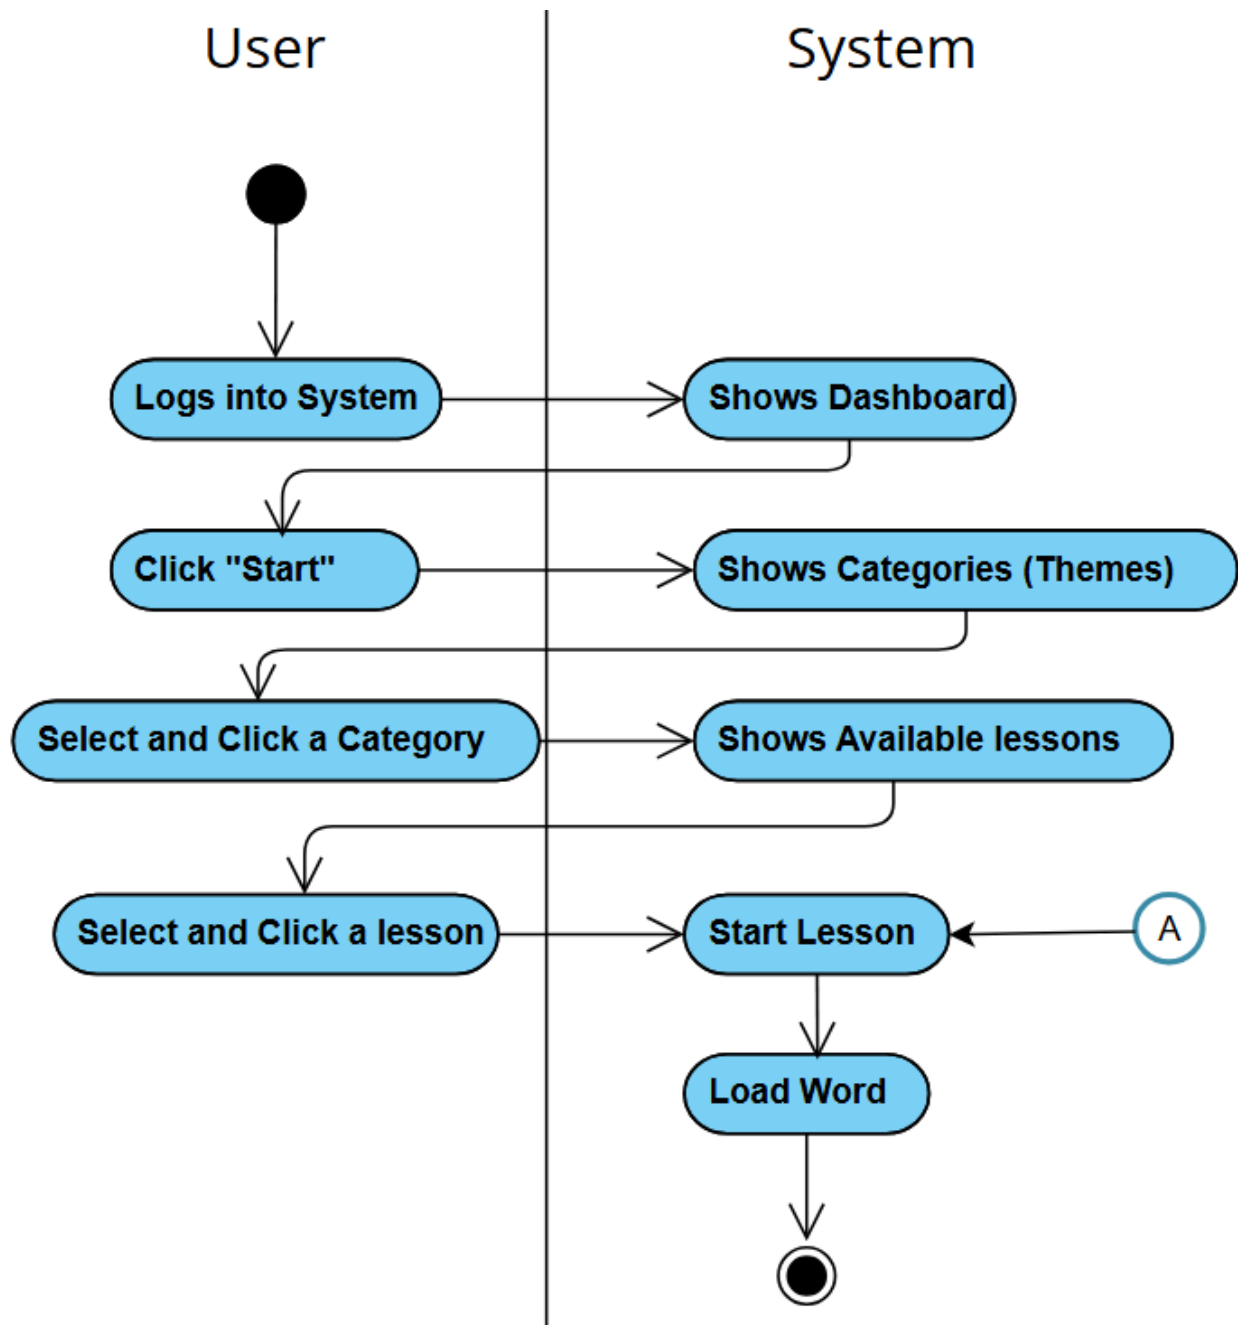 User
System
Logs into System
Shows Dashboard
Click "Start"
Shows Categories (Themes)
Select and Click a Category
Shows Available lessons
Select and Click a lesson
Start Lesson
A
Load Word